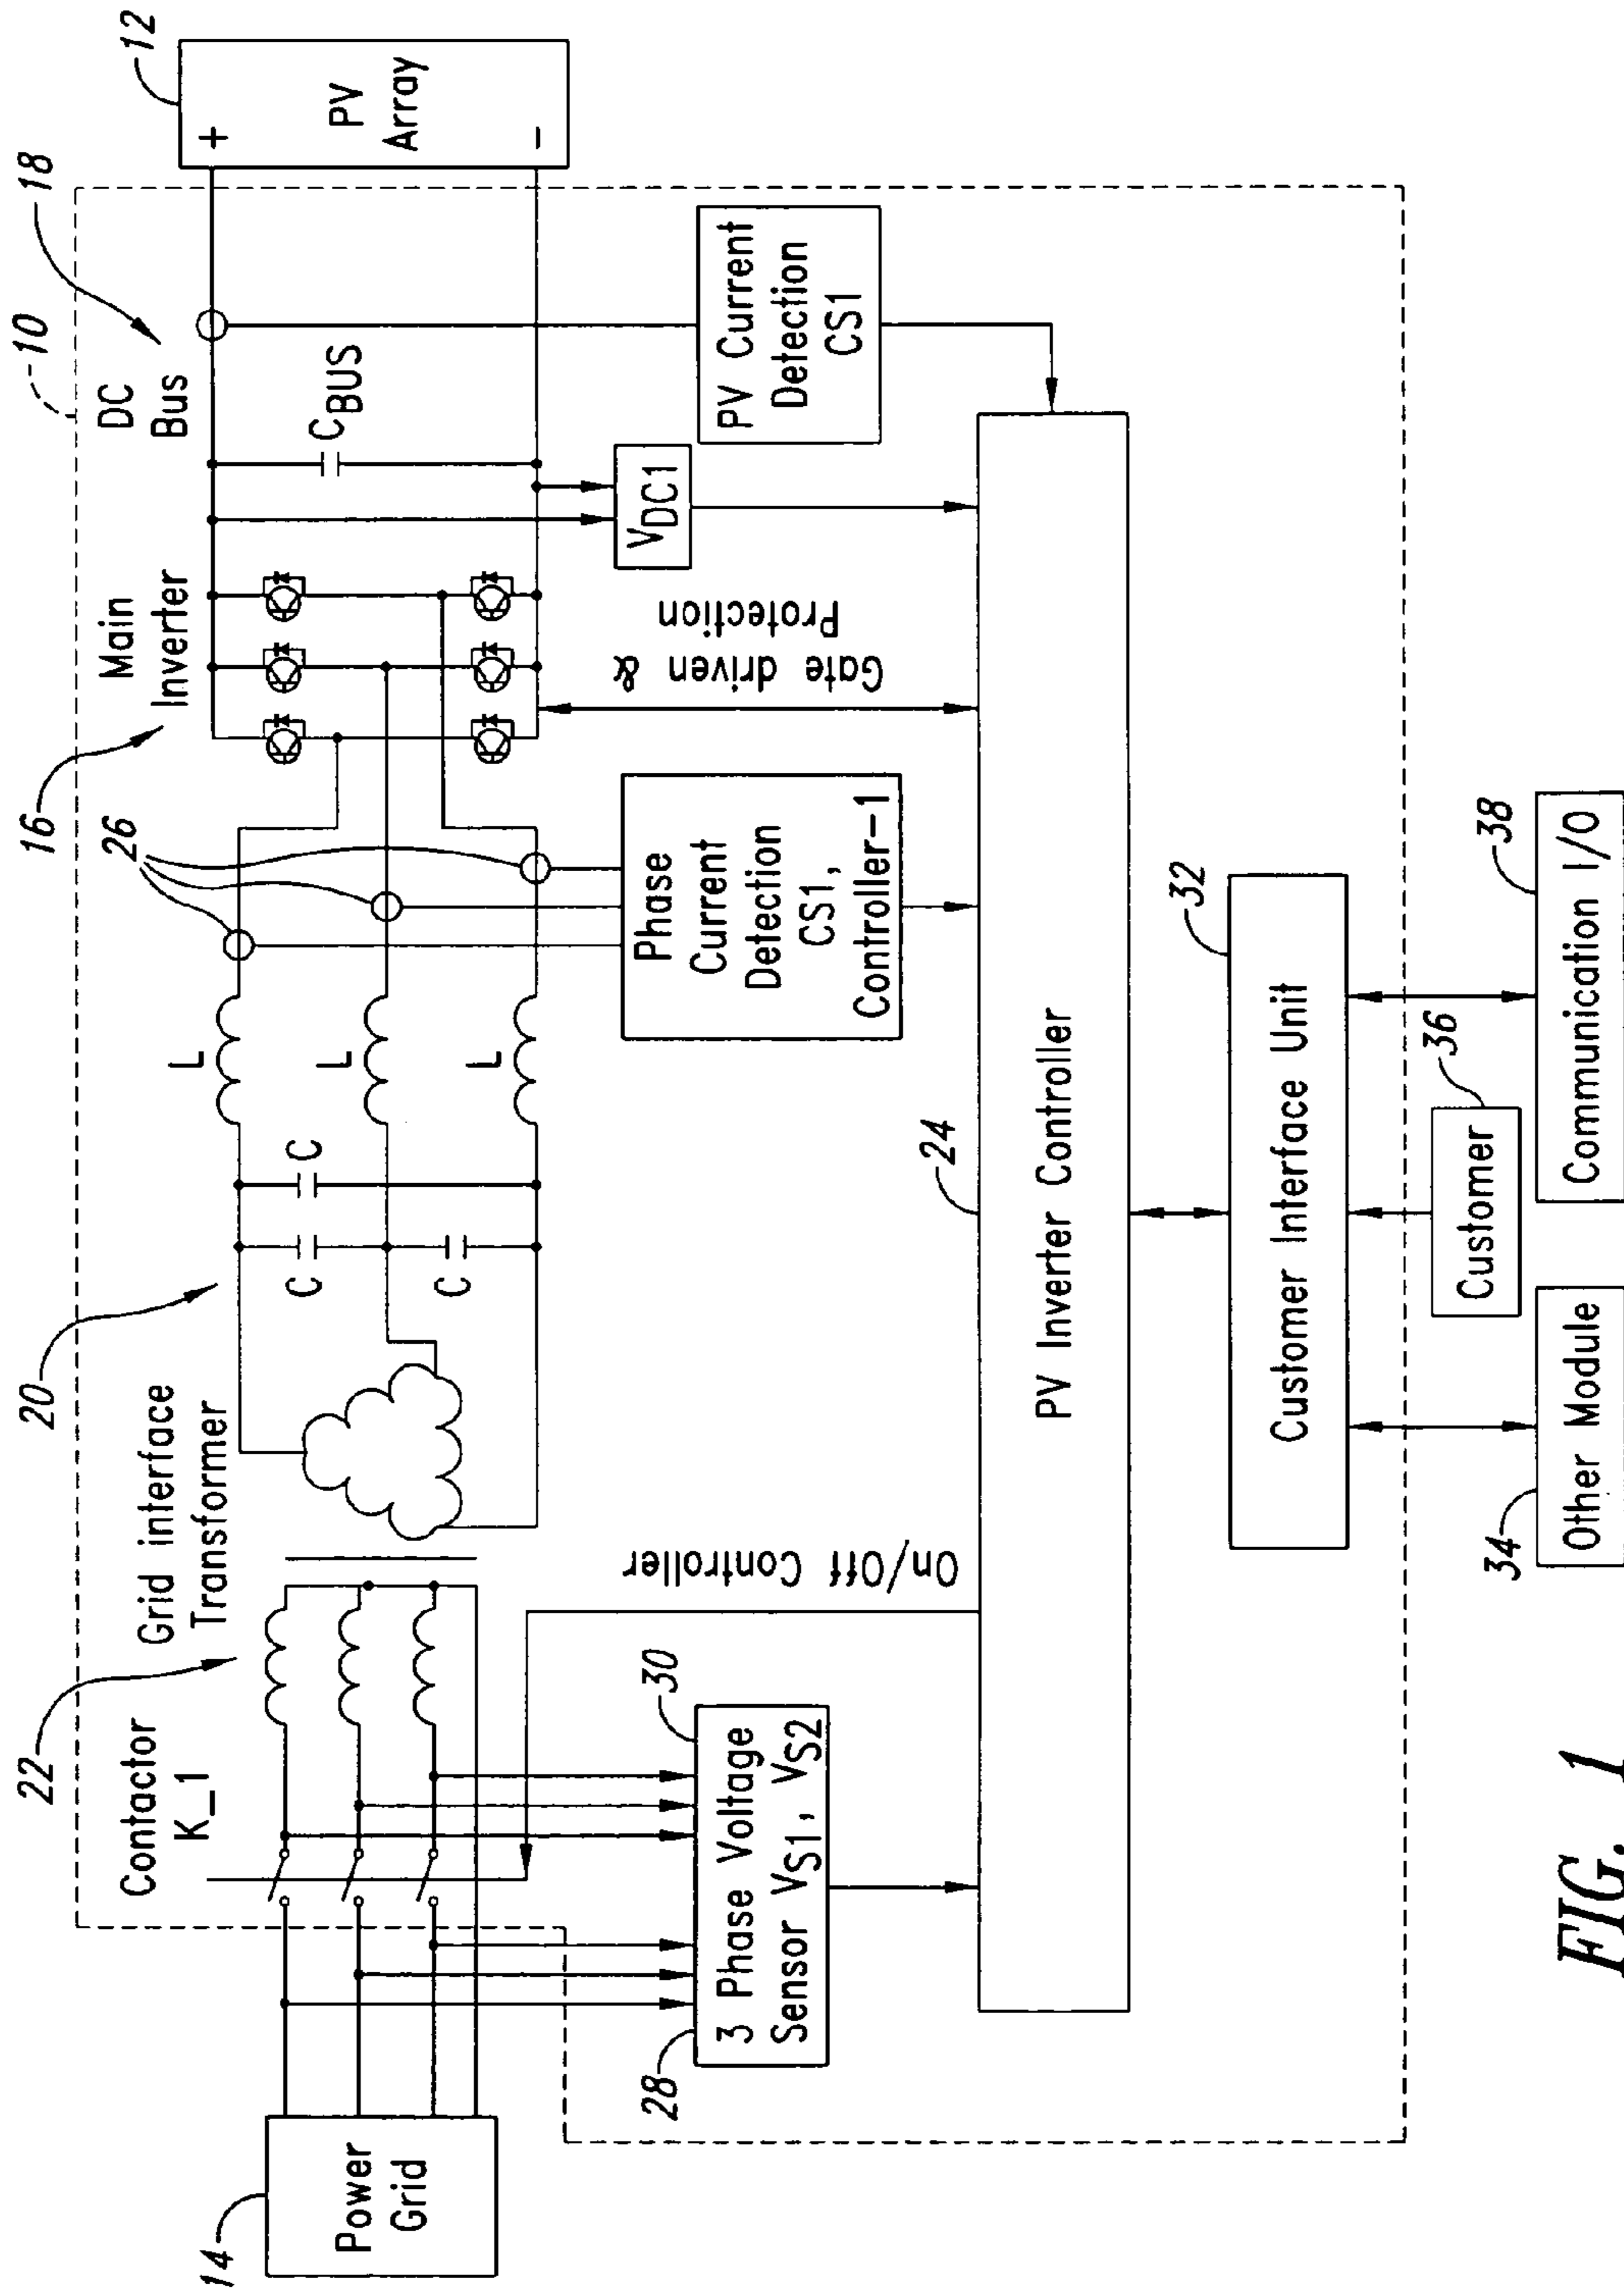 10
22
Contactor
K_1
Grid interface
Transformer
20
26
16
Main
Inverter
DC
Bus
18
12
14
Power
Grid
C
C
C
L
L
L
C BUS
+
PV
Array
-
28
3 Phase Voltage
Sensor VS1, VS2
30
On/Off Controller
Phase
Current
Detection
CS1,
Controller-1
Gate driven &
Protection
VDC1
PV Current
Detection
CS1
24
PV Inverter Controller
32
Customer Interface Unit
34
Other Module
Customer
36
Communication I/O
38
FIG. 1